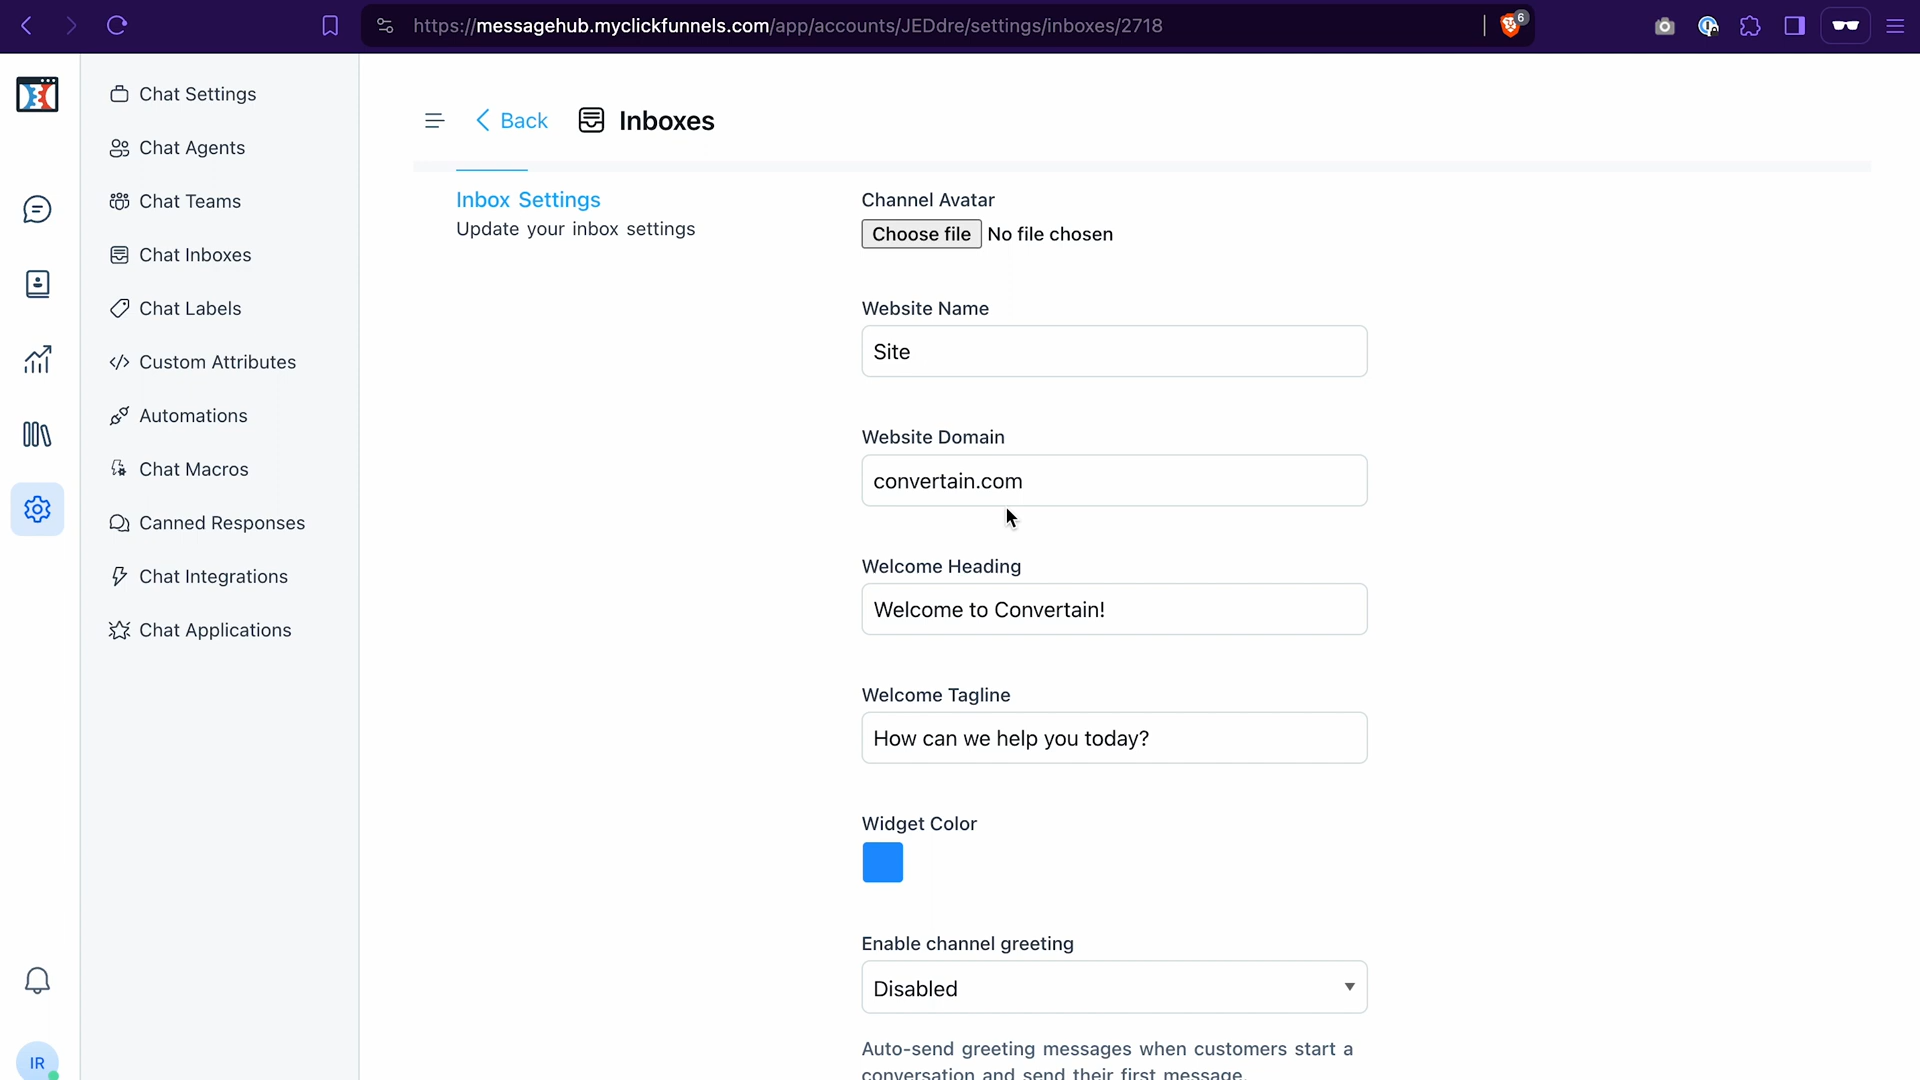 https://messagehub.myclickfunnels.com/app/accounts/JEDdre/settings/inboxes/2718
6
Chat Settings
Chat Agents
Chat Teams
Chat Inboxes
Chat Labels
Custom Attributes
Automations
Chat Macros
Canned Responses
Chat Integrations
Chat Applications
IR
Back
Inboxes
Inbox Settings
Update your inbox settings
Channel Avatar
Choose file No file chosen
Website Name
Site
Website Domain
convertain.com
Welcome Heading
Welcome to Convertain!
Welcome Tagline
How can we help you today?
Widget Color
Enable channel greeting
Disabled
Auto-send greeting messages when customers start a
conversation and send their first message.